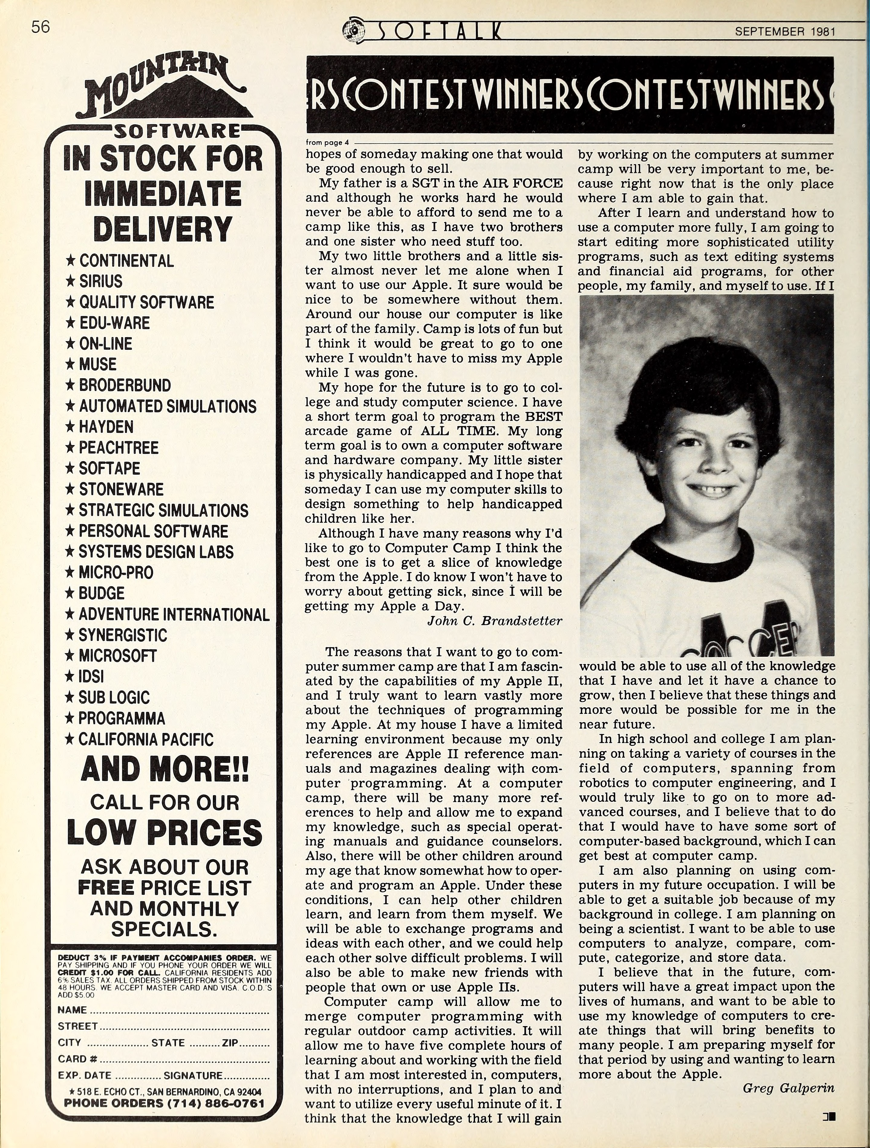 56
SOFTALK
SEPTEMBER 1981
MOUNTAIN
SOFTWARE
IN STOCK FOR
IMMEDIATE
DELIVERY
★ CONTINENTAL
★ SIRIUS
★ QUALITY SOFTWARE
★ EDU-WARE
★ ON-LINE
★ MUSE
★ BRODERBUND
★ AUTOMATED SIMULATIONS
★ HAYDEN
★ PEACHTREE
★ SOFTAPE
★ STONEWARE
★ STRATEGIC SIMULATIONS
★ PERSONAL SOFTWARE
★ SYSTEMS DESIGN LABS
★ MICRO-PRO
★ BUDGE
★ ADVENTURE INTERNATIONAL
★ SYNERGISTIC
★ MICROSOFT
★ IDSI
★ SUB LOGIC
★ PROGRAMMA
★ CALIFORNIA PACIFIC
AND MORE!!
CALL FOR OUR
LOW PRICES
ASK ABOUT OUR
FREE PRICE LIST
AND MONTHLY
SPECIALS.
DEDUCT 3% IF PAYMENT ACCOMPANIES ORDER. WE
PAY SHIPPING AND IF YOU PHONE YOUR ORDER WE WILL
CREDIT $1.00 FOR CALL. CALIFORNIA RESIDENTS ADD
6% SALES TAX. ALL ORDERS SHIPPED FROM STOCK WITHIN
48 HOURS. WE ACCEPT MASTER CARD AND VISA. C.O.D.'S
ADD $5.00
NAME
STREET
CITY STATE ZIP
CARD #
EXP. DATE SIGNATURE
★ 518 E. ECHO CT., SAN BERNARDINO, CA 92404
PHONE ORDERS (714) 886-0761
ERS CONTEST WINNERS CONTEST WINNERS C
from page 4
hopes of someday making one that would
be good enough to sell.
My father is a SGT in the AIR FORCE
and although he works hard he would
never be able to afford to send me to a
camp like this, as I have two brothers
and one sister who need stuff too.
My two little brothers and a little sis-
ter almost never let me alone when I
want to use our Apple. It sure would be
nice to be somewhere without them.
Around our house our computer is like
part of the family. Camp is lots of fun but
I think it would be great to go to one
where I wouldn't have to miss my Apple
while I was gone.
My hope for the future is to go to col-
lege and study computer science. I have
a short term goal to program the BEST
arcade game of ALL TIME. My long
term goal is to own a computer software
and hardware company. My little sister
is physically handicapped and I hope that
someday I can use my computer skills to
design something to help handicapped
children like her.
Although I have many reasons why I'd
like to go to Computer Camp I think the
best one is to get a slice of knowledge
from the Apple. I do know I won't have to
worry about getting sick, since I will be
getting my Apple a Day.
John C. Brandstetter
The reasons that I want to go to com-
puter summer camp are that I am fascin-
ated by the capabilities of my Apple II,
and I truly want to learn vastly more
about the techniques of programming
my Apple. At my house I have a limited
learning environment because my only
references are Apple II reference man-
uals and magazines dealing with com-
puter programming. At a computer
camp, there will be many more ref-
erences to help and allow me to expand
my knowledge, such as special operat-
ing manuals and guidance counselors.
Also, there will be other children around
my age that know somewhat how to oper-
ate and program an Apple. Under these
conditions, I can help other children
learn, and learn from them myself. We
will be able to exchange programs and
ideas with each other, and we could help
each other solve difficult problems. I will
also be able to make new friends with
people that own or use Apple IIs.
Computer camp will allow me to
merge computer programming with
regular outdoor camp activities. It will
allow me to have five complete hours of
learning about and working with the field
that I am most interested in, computers,
with no interruptions, and I plan to and
want to utilize every useful minute of it. I
think that the knowledge that I will gain
by working on the computers at summer
camp will be very important to me, be-
cause right now that is the only place
where I am able to gain that.
After I learn and understand how to
use a computer more fully, I am going to
start editing more sophisticated utility
programs, such as text editing systems
and financial aid programs, for other
people, my family, and myself to use. If I
SOCCER
would be able to use all of the knowledge
that I have and let it have a chance to
grow, then I believe that these things and
more would be possible for me in the
near future.
In high school and college I am plan-
ning on taking a variety of courses in the
field of computers, spanning from
robotics to computer engineering, and I
would truly like to go on to more ad-
vanced courses, and I believe that to do
that I would have to have some sort of
computer-based background, which I can
get best at computer camp.
I am also planning on using com-
puters in my future occupation. I will be
able to get a suitable job because of my
background in college. I am planning on
being a scientist. I want to be able to use
computers to analyze, compare, com-
pute, categorize, and store data.
I believe that in the future, com-
puters will have a great impact upon the
lives of humans, and want to be able to
use my knowledge of computers to cre-
ate things that will bring benefits to
many people. I am preparing myself for
that period by using and wanting to learn
more about the Apple.
Greg Galperin